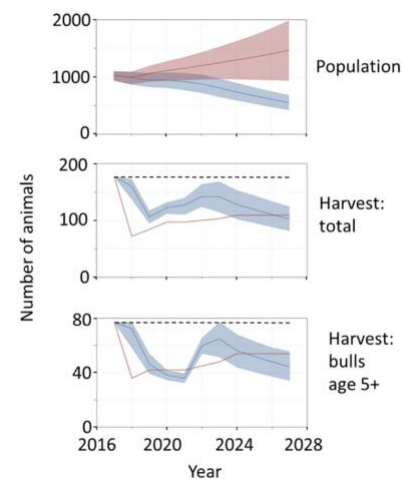 2000
1000
0
Population
200
100
0
Harvest:
total
80
40
0
Harvest:
bulls
age 5+
Number of animals
2016 2020 2024 2028
Year